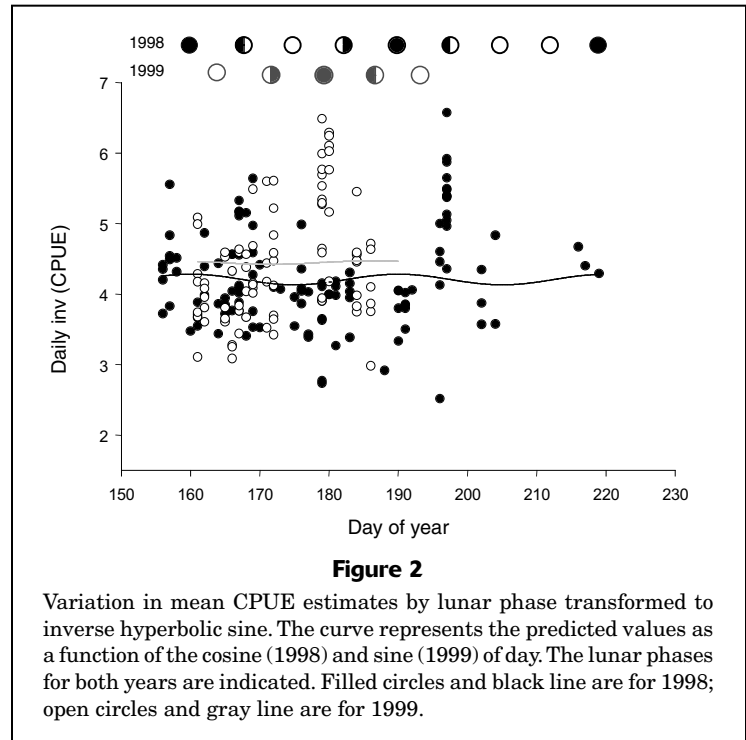 1998
1999
7
6
5
4
3
2
Daily inv (CPUE)
150 160 170 180 190 200 210 220 230
Day of year
Figure 2
Variation in mean CPUE estimates by lunar phase transformed to
inverse hyperbolic sine. The curve represents the predicted values as
a function of the cosine (1998) and sine (1999) of day. The lunar phases
for both years are indicated. Filled circles and black line are for 1998;
open circles and gray line are for 1999.